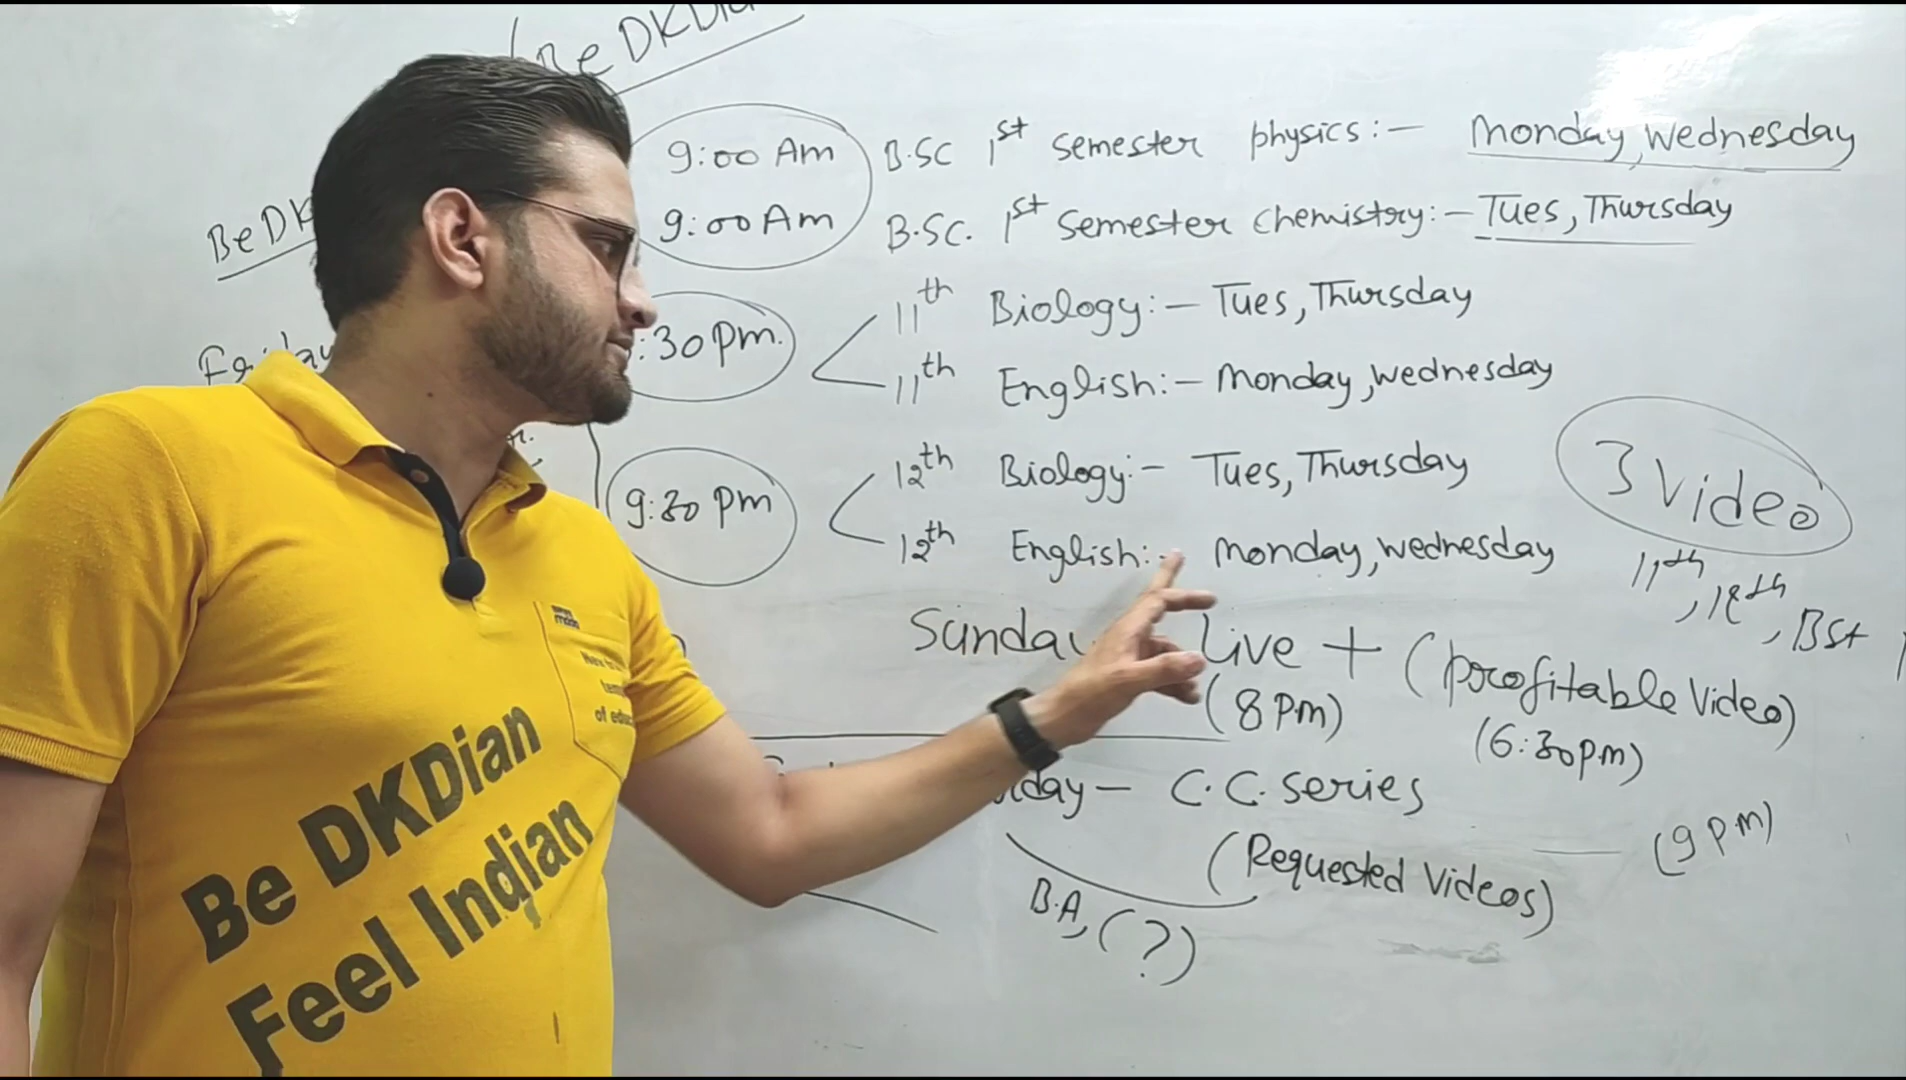 Be DKDia
9:00 Am B.SC 1st semester physics:- Monday, Wednesday
9:00 Am B.SC. 1st Semester Chemistry:- Tues, Thursday
Be DK
:30 pm. 11th Biology:- Tues, Thursday
11th English:- Monday, Wednesday
9:30 pm 12th Biology:- Tues, Thursday
12th English:- Monday, Wednesday
3 Video
11th, 12th, BSt
Sunday Live + (profitable Video)
(8 Pm) (6:30pm)
day - C.C. Series
(Requested Videos) — (9 pm)
B.A, (?)
Be DKDian
Feel Indian